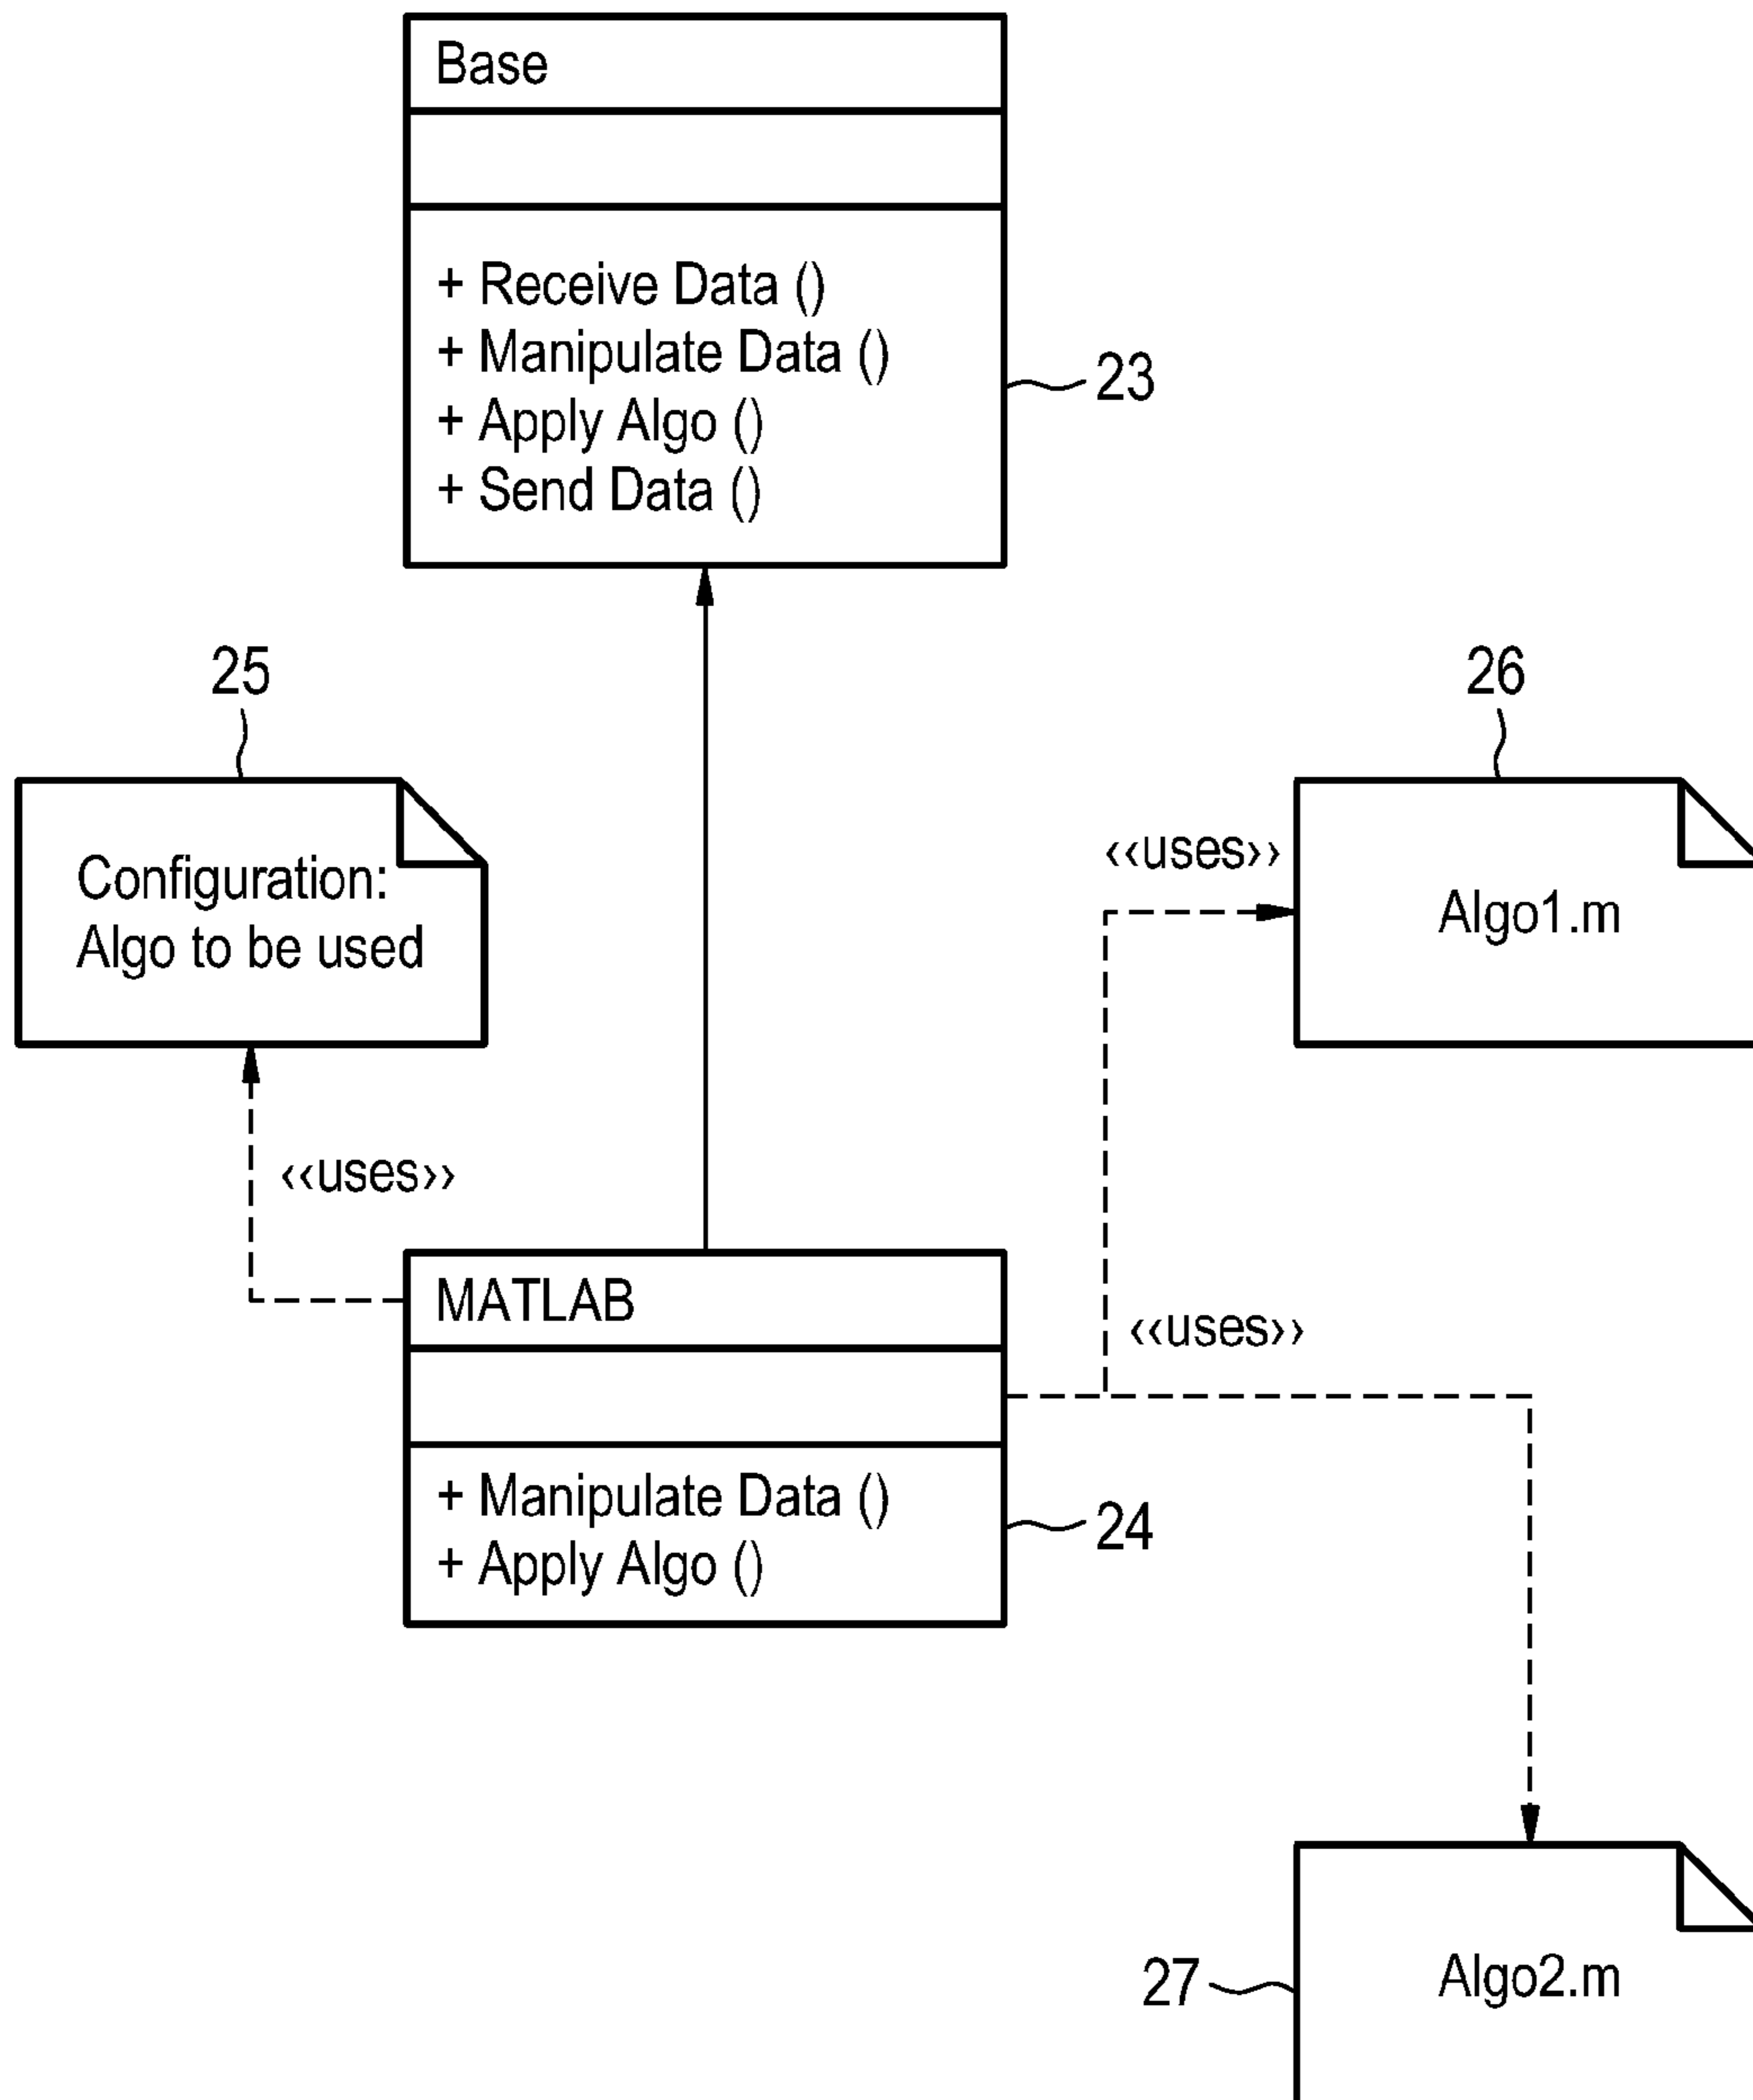 Base
+ Receive Data ()
+ Manipulate Data ()
+ Apply Algo ()
+ Send Data ()
23
25
Configuration:
Algo to be used
26
‹‹uses››
Algo1.m
‹‹uses››
MATLAB
‹‹uses››
+ Manipulate Data ()
+ Apply Algo ()
24
27
Algo2.m